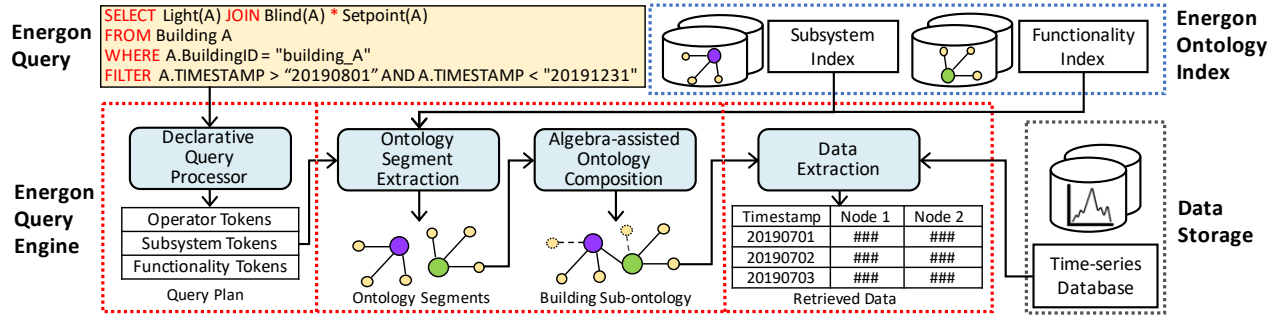 Energon
Query
SELECT Light(A) JOIN Blind(A) * Setpoint(A)
FROM Building A
WHERE A.BuildingID = "building_A"
FILTER A.TIMESTAMP > “20190801” AND A.TIMESTAMP < "20191231"
Subsystem
Index
Functionality
Index
Energon
Ontology
Index
Energon
Query
Engine
Declarative
Query
Processor
Operator Tokens
Subsystem Tokens
Functionality Tokens
Query Plan
Ontology
Segment
Extraction
Ontology Segments
Algebra-assisted
Ontology
Composition
Building Sub-ontology
Data
Extraction
Timestamp Node 1 Node 2
20190701 ### ###
20190702 ### ###
20190703 ### ###
Retrieved Data
Time-series
Database
Data
Storage